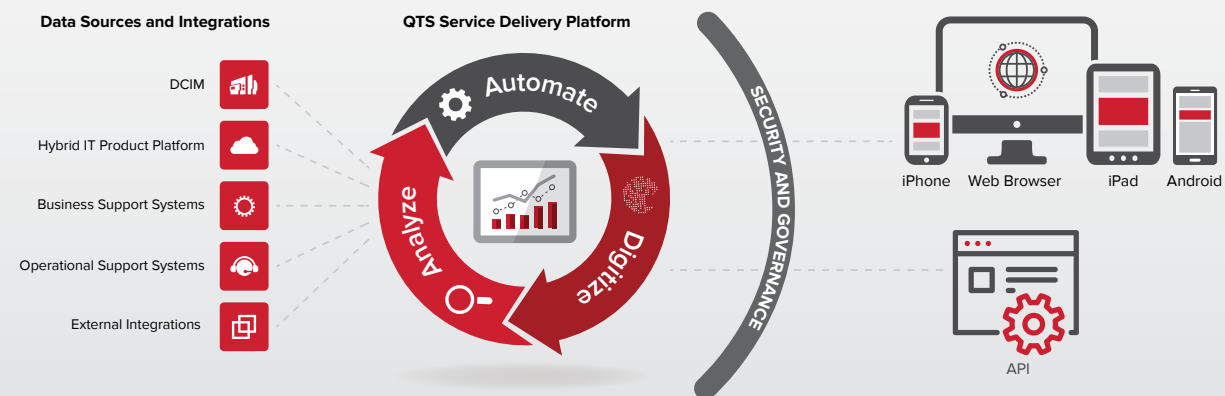 Data Sources and Integrations
DCIM
Hybrid IT Product Platform
Business Support Systems
Operational Support Systems
External Integrations
QTS Service Delivery Platform
Automate
Digitize
Analyze
SECURITY AND GOVERNANCE
iPhone
Web Browser
iPad
Android
API